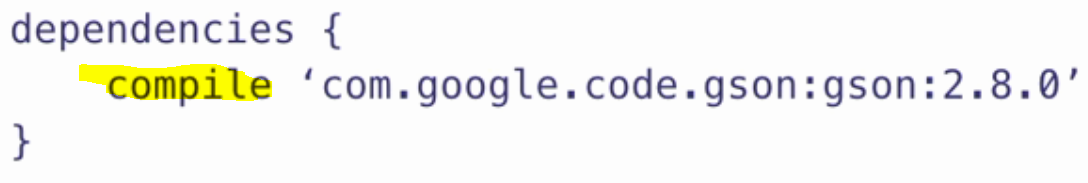 dependencies {
    compile ‘com.google.code.gson:gson:2.8.0’
}